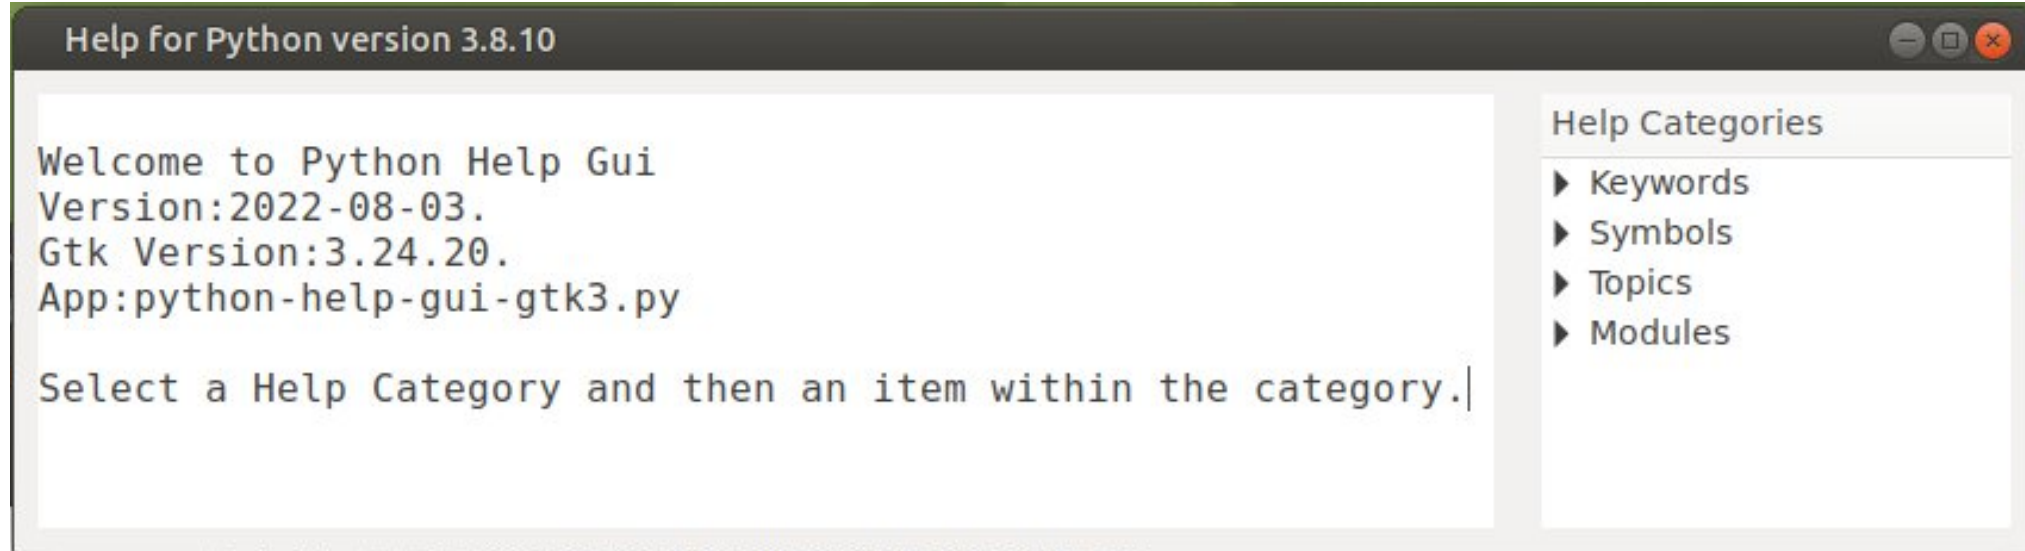 Help for Python version 3.8.10
Welcome to Python Help Gui
Version:2022-08-03.
Gtk Version:3.24.20.
App:python-help-gui-gtk3.py
Select a Help Category and then an item within the category.
Help Categories
Keywords
Symbols
Topics
Modules